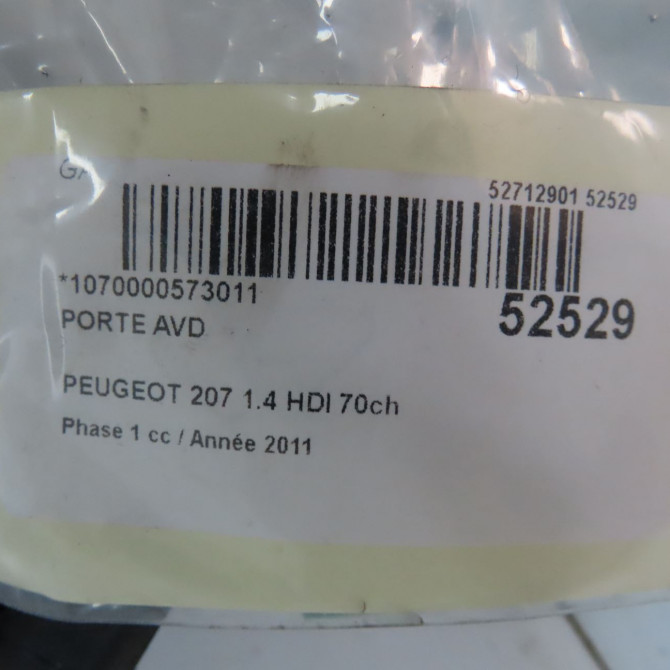 52712901 52529
*1070000573011
52529
PORTE AVD
PEUGEOT 207 1.4 HDI 70ch
Phase 1 cc / Année 2011